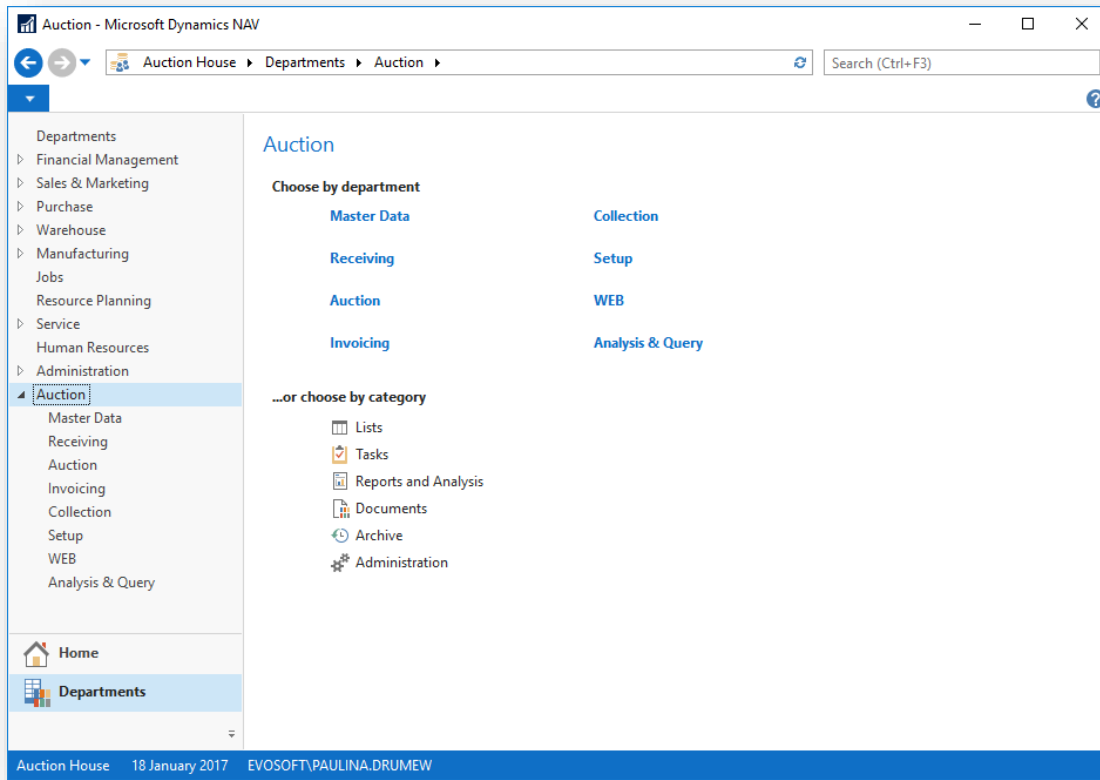 Auction - Microsoft Dynamics NAV
Auction House Departments Auction
Search (Ctrl+F3)
Departments
Financial Management
Sales & Marketing
Purchase
Warehouse
Manufacturing
Jobs
Resource Planning
Service
Human Resources
Administration
Auction
Master Data
Receiving
Auction
Invoicing
Collection
Setup
WEB
Analysis & Query
Home
Departments
Auction
Choose by department
Master Data Collection
Receiving Setup
Auction WEB
Invoicing Analysis & Query
...or choose by category
Lists
Tasks
Reports and Analysis
Documents
Archive
Administration
Auction House 18 January 2017 EVOSOFT\PAULINA.DRUMEW